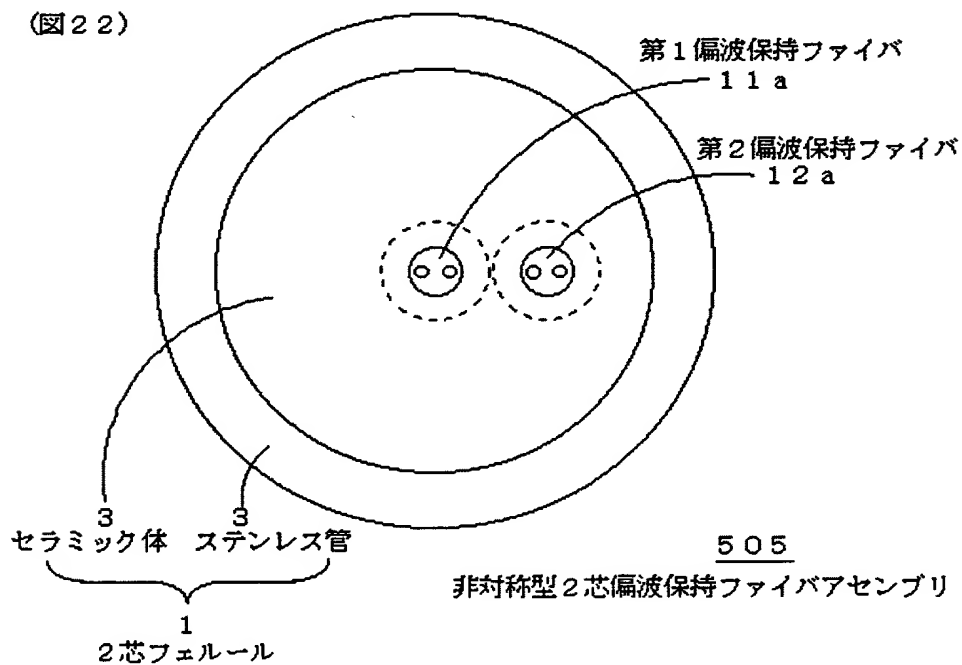 (図22)
第1偏波保持ファイバ
11a
第2偏波保持ファイバ
12a
3
セラミック体
3
ステンレス管
1
2芯フェルール
505
非対称型2芯偏波保持ファイバアセンブリ